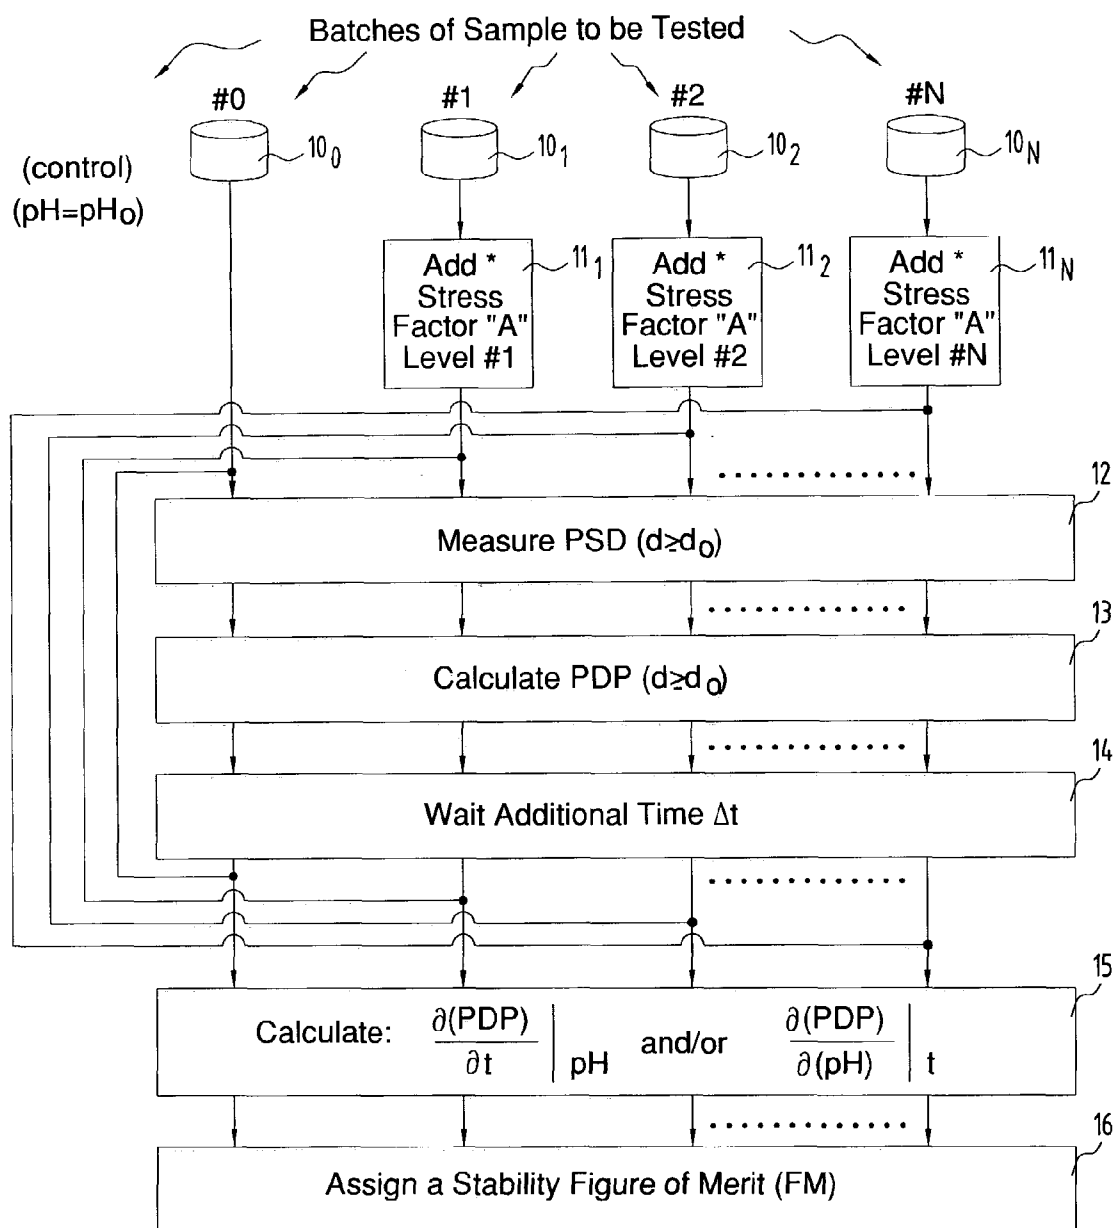 Batches of Sample to be Tested
#0 #1 #2 #N
10₀ 10₁ 10₂ 10_N
(control)
(pH=pH₀)
Add *
Stress
Factor "A"
Level #1
11₁
Add *
Stress
Factor "A"
Level #2
11₂
Add *
Stress
Factor "A"
Level #N
11_N
12
Measure PSD (d≥d₀)
13
Calculate PDP (d≥d₀)
14
Wait Additional Time Δt
15
Calculate: ∂(PDP)/∂t | pH and/or ∂(PDP)/∂(pH) | t
16
Assign a Stability Figure of Merit (FM)